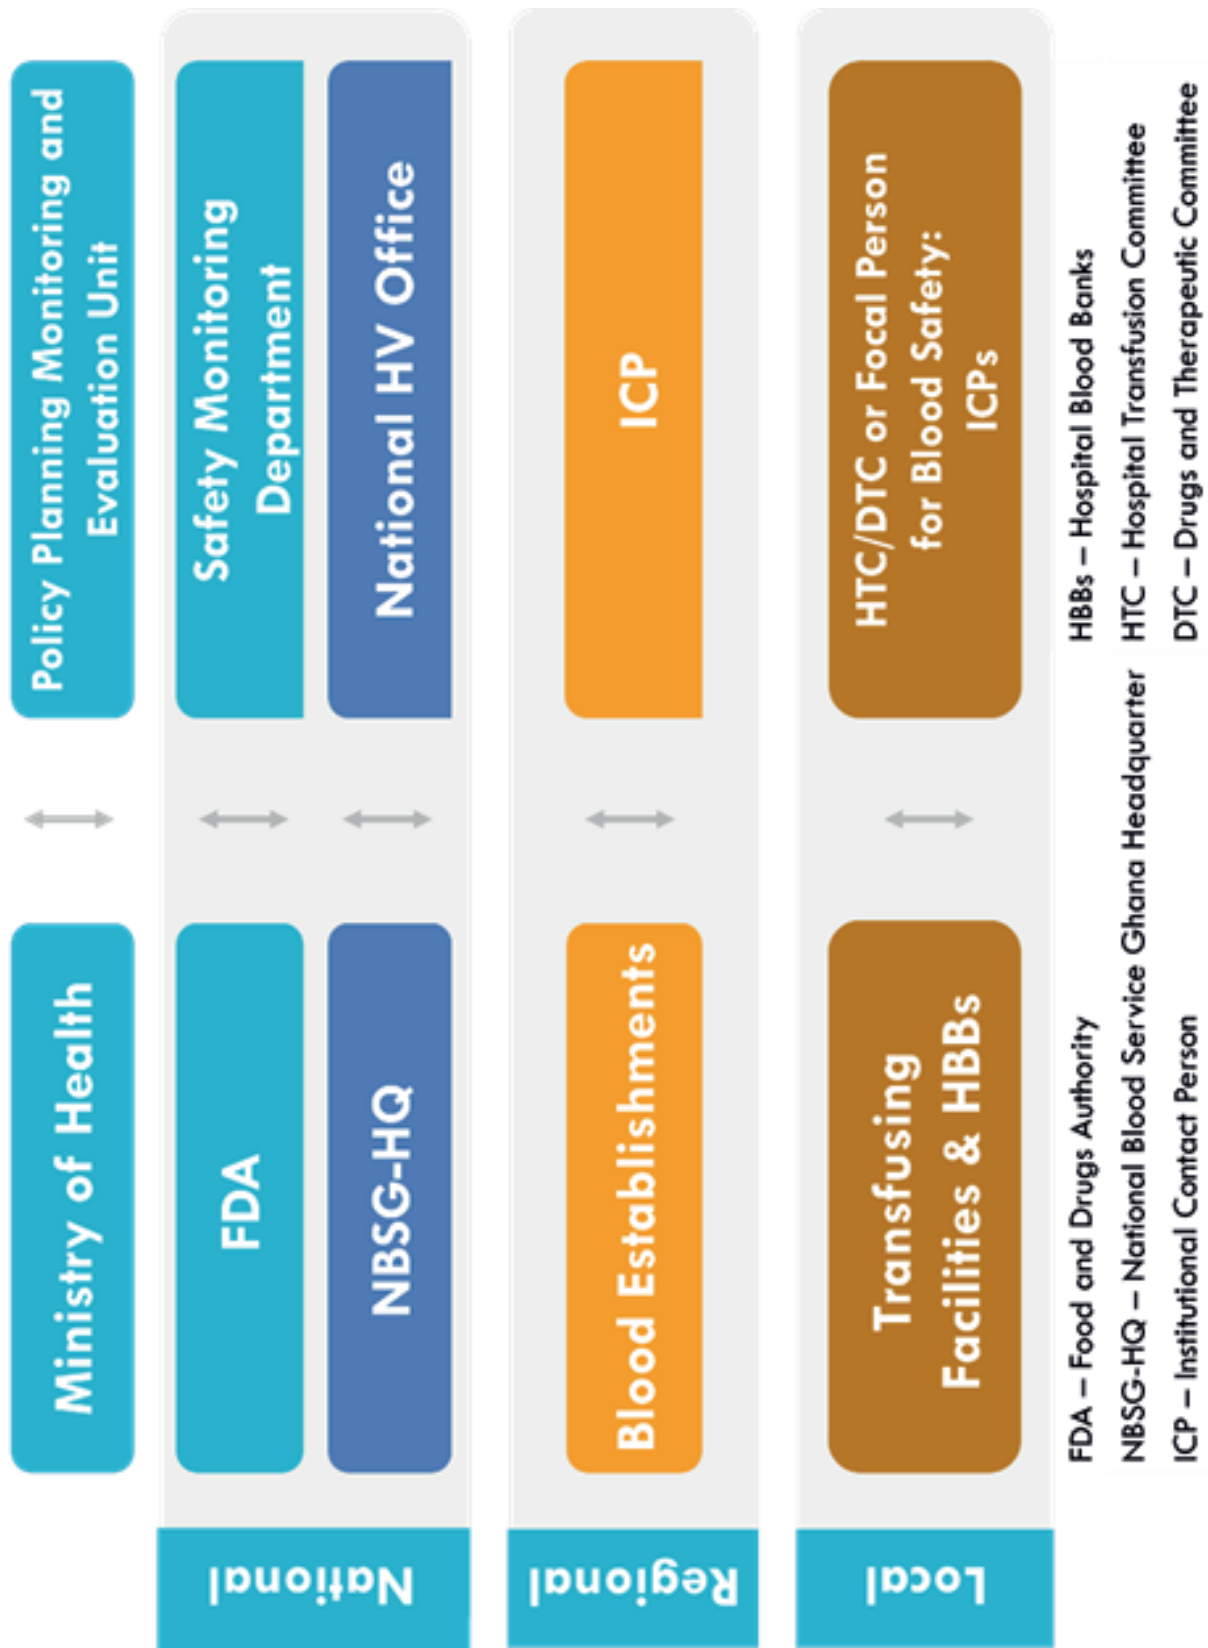 Ministry of Health
Policy Planning Monitoring and
Evaluation Unit
National
FDA
Safety Monitoring
Department
NBSG-HQ
National HV Office
Regional
Blood Establishments
ICP
Local
Transfusing
Facilities & HBBs
HTC/DTC or Focal Person
for Blood Safety:
ICPs
FDA – Food and Drugs Authority
NBSG-HQ – National Blood Service Ghana Headquarter
ICP – Institutional Contact Person
HBBs – Hospital Blood Banks
HTC – Hospital Transfusion Committee
DTC – Drugs and Therapeutic Committee